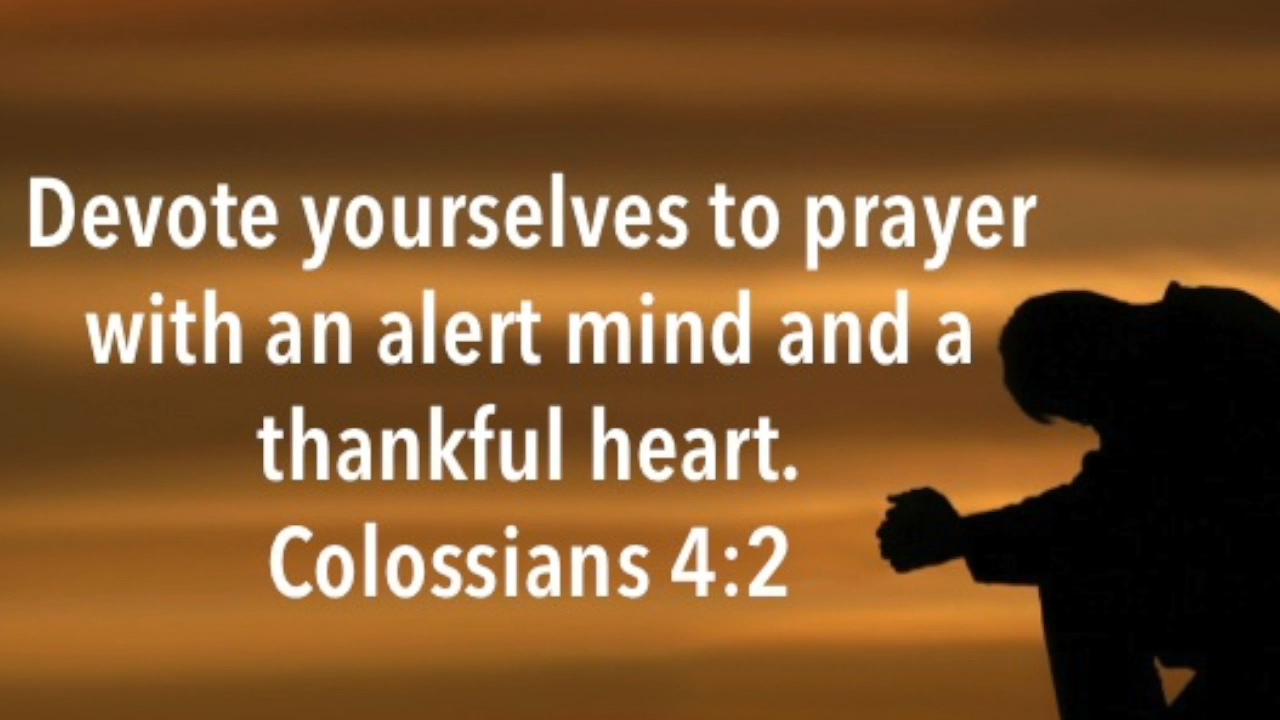 Devote yourselves to prayer
with an alert mind and a
thankful heart.
Colossians 4:2